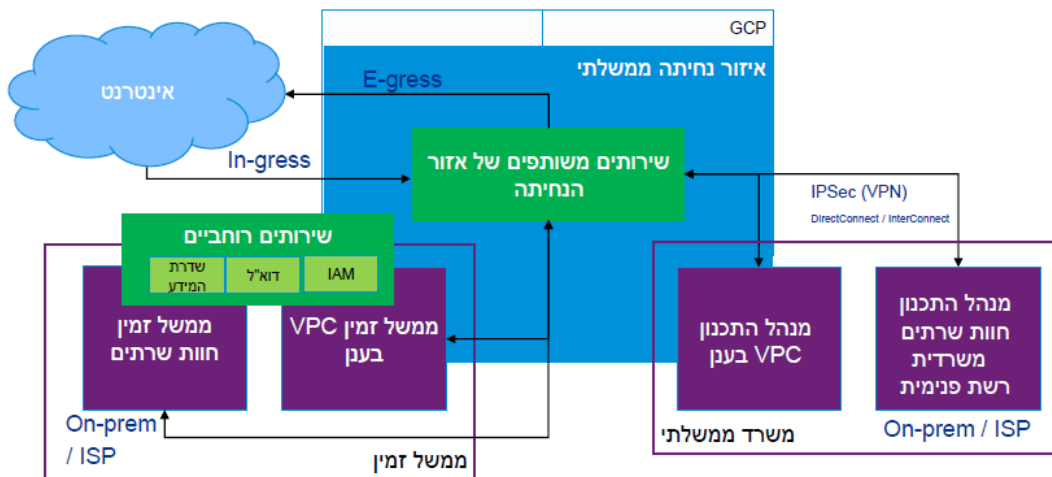 GCP
איזור נחיתה ממשלתי
אינטרנט
E-gress
In-gress
שירותים משותפים של אזור
הנחיתה
IPSec (VPN)
DirectConnect / InterConnect
שירותים רוחביים
IAM
דוא"ל
שדרת
המידע
מנהל התכנון
חוות שרתים
משרדית
רשת פנימית
מנהל התכנון
VPC בענן
ממשל זמין VPC
בענן
ממשל זמין
חוות שרתים
On-prem / ISP
משרד ממשלתי
On-prem
/ ISP
ממשל זמין